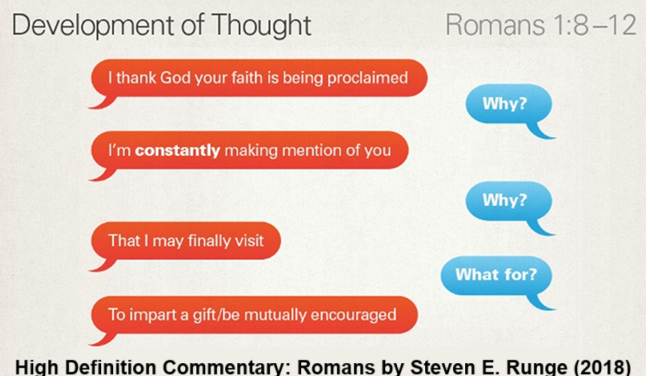 Development of Thought
Romans 1:8–12
I thank God your faith is being proclaimed
Why?
I'm constantly making mention of you
Why?
That I may finally visit
What for?
To impart a gift/be mutually encouraged
High Definition Commentary: Romans by Steven E. Runge (2018)